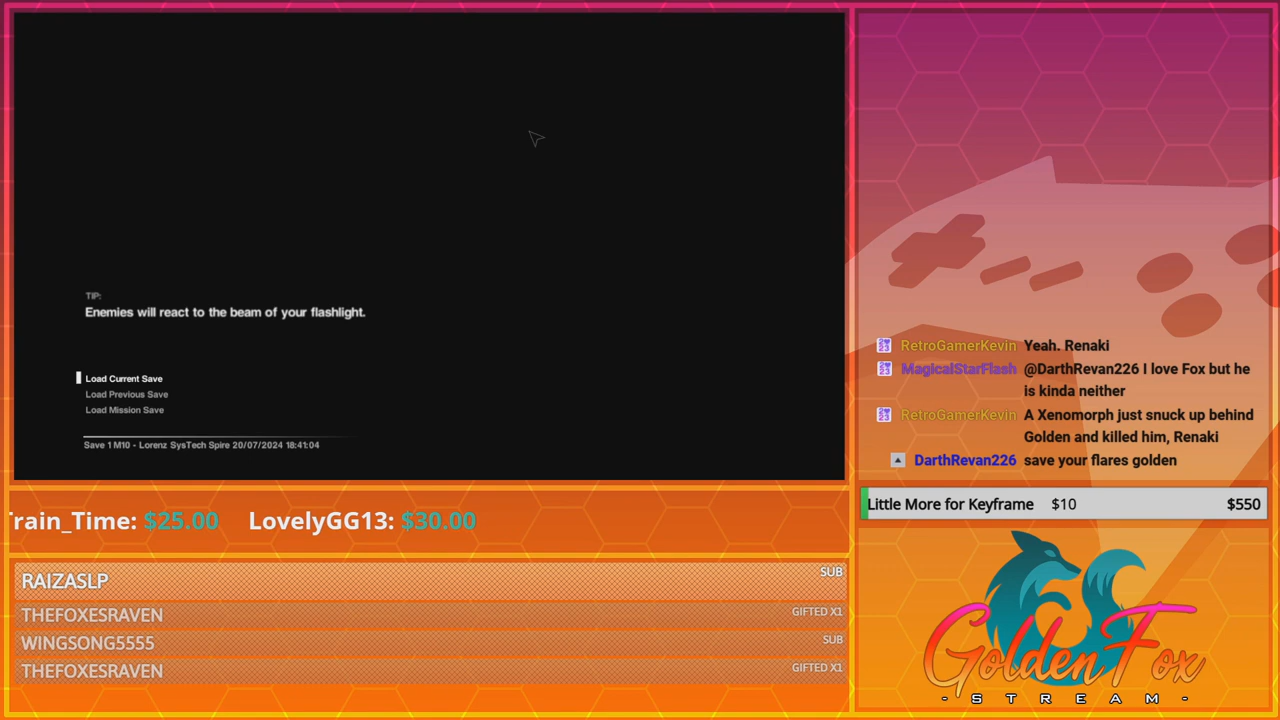 TIP:
Enemies will react to the beam of your flashlight.
Load Current Save
Load Previous Save
Load Mission Save
Save 1 M10 - Lorenz SysTech Spire 20/07/2024 18:41:04
RetroGamerKevin Yeah. Renaki
MagicalStarFlash @DarthRevan226 I love Fox but he
is kinda neither
RetroGamerKevin A Xenomorph just snuck up behind
Golden and killed him, Renaki
DarthRevan226 save your flares golden
Little More for Keyframe $10 $550
Train_Time: $25.00 LovelyGG13: $30.00
RAIZASLP SUB
THEFOXESRAVEN GIFTED X1
WINGSONG5555 SUB
THEFOXESRAVEN GIFTED X1
GoldenFox
- S T R E A M -